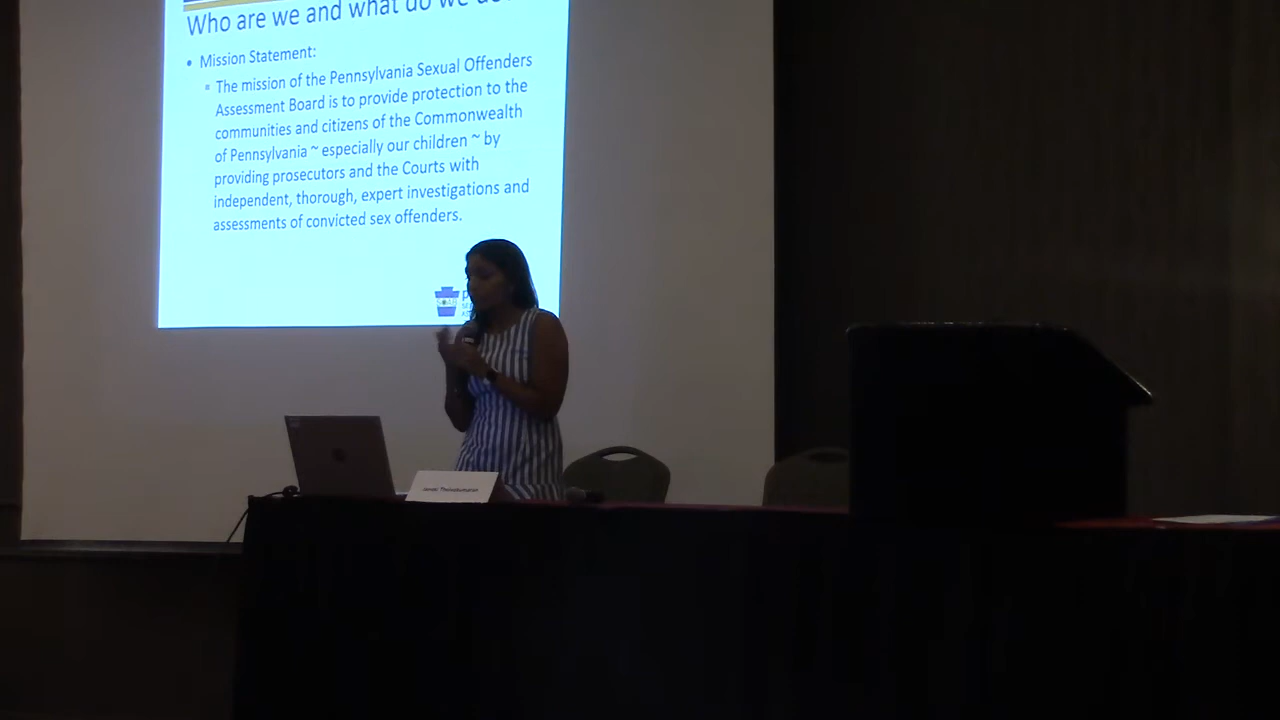 Who are we and what do we do?
• Mission Statement:
▪ The mission of the Pennsylvania Sexual Offenders
Assessment Board is to provide protection to the
communities and citizens of the Commonwealth
of Pennsylvania ~ especially our children ~ by
providing prosecutors and the Courts with
independent, thorough, expert investigations and
assessments of convicted sex offenders.
SOAB